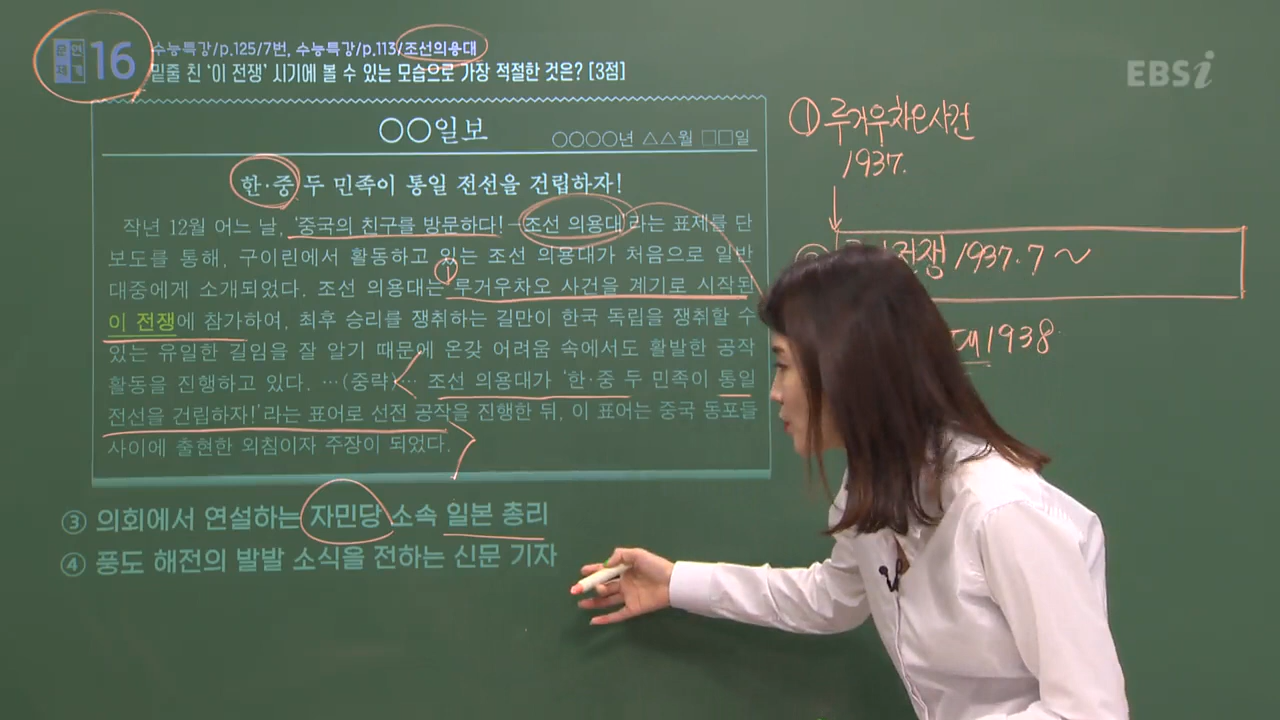 연계
문제
16
수능특강/p.125/7번, 수능특강/p.113/조선의용대
밑줄 친 '이 전쟁' 시기에 볼 수 있는 모습으로 가장 적절한 것은? [3점]
○○일보
○○○○년 △△월 □□일
한·중 두 민족이 통일 전선을 건립하자!
작년 12월 어느 날, '중국의 친구를 방문하다! –조선 의용대'라는 표제를 단
보도를 통해, 구이린에서 활동하고 있는 조선 의용대가 처음으로 일반
대중에게 소개되었다. 조선 의용대는 루거우차오 사건을 계기로 시작된
이 전쟁에 참가하여, 최후 승리를 쟁취하는 길만이 한국 독립을 쟁취할 수
있는 유일한 길임을 잘 알기 때문에 온갖 어려움 속에서도 활발한 공작
활동을 진행하고 있다. …(중략)… 조선 의용대가 '한·중 두 민족이 통일
전선을 건립하자!'라는 표어로 선전 공작을 진행한 뒤, 이 표어는 중국 동포들
사이에 출현한 외침이자 주장이 되었다.
③ 의회에서 연설하는 자민당 소속 일본 총리
④ 풍도 해전의 발발 소식을 전하는 신문 기자
EBSi
① 루거우차오사건
1937.
전쟁 1937.7 ~
대1938
①